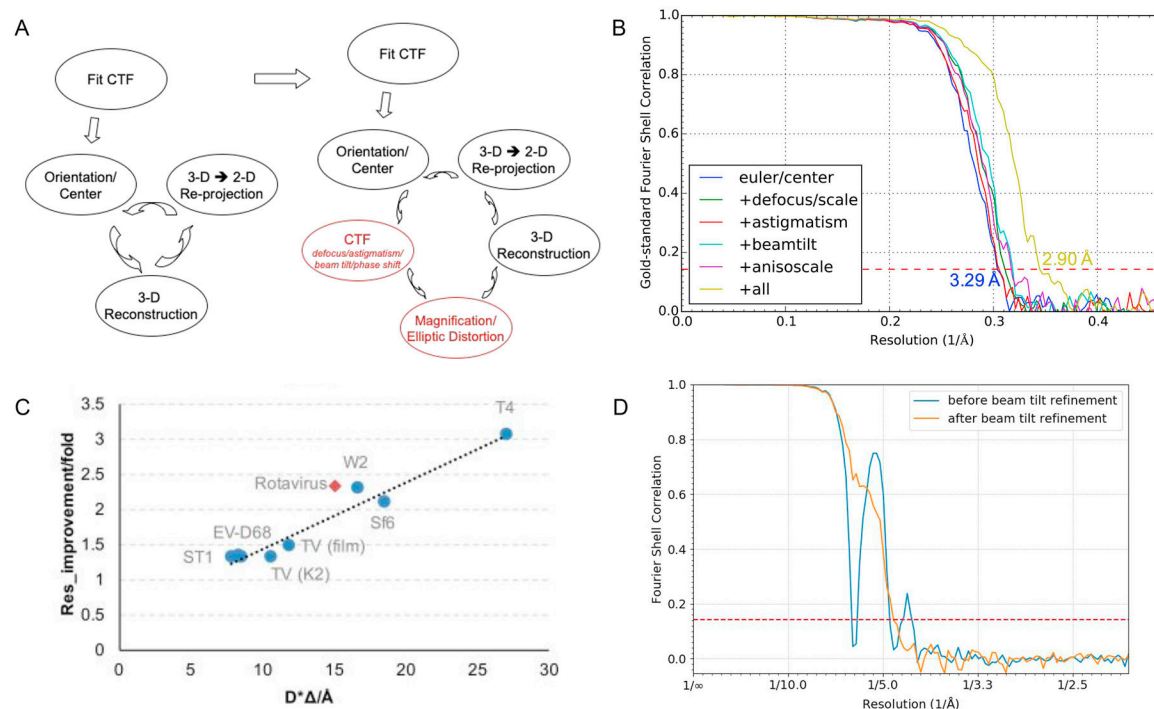 A
Fit CTF
Orientation/
Center
3-D ➔ 2-D
Re-projection
3-D
Reconstruction
Fit CTF
Orientation/
Center
3-D ➔ 2-D
Re-projection
CTF
defocus/astigmatism/
beam tilt/phase shift
3-D
Reconstruction
Magnification/
Elliptic Distortion
B
Gold-standard Fourier Shell Correlation
1.0
0.8
0.6
0.4
0.2
0.0
euler/center
+defocus/scale
+astigmatism
+beamtilt
+anisoscale
+all
2.90 Å
3.29 Å
0.0
0.1
0.2
0.3
0.4
Resolution (1/Å)
C
Res_improvement/fold
3.5
3
2.5
2
1.5
1
0.5
0
T4
W2
Rotavirus
Sf6
EV-D68
TV (film)
ST1
TV (K2)
0
5
10
15
20
25
30
D*Δ/Å
D
Fourier Shell Correlation
1.0
0.8
0.6
0.4
0.2
0.0
before beam tilt refinement
after beam tilt refinement
1/∞
1/10.0
1/5.0
1/3.3
1/2.5
Resolution (1/Å)